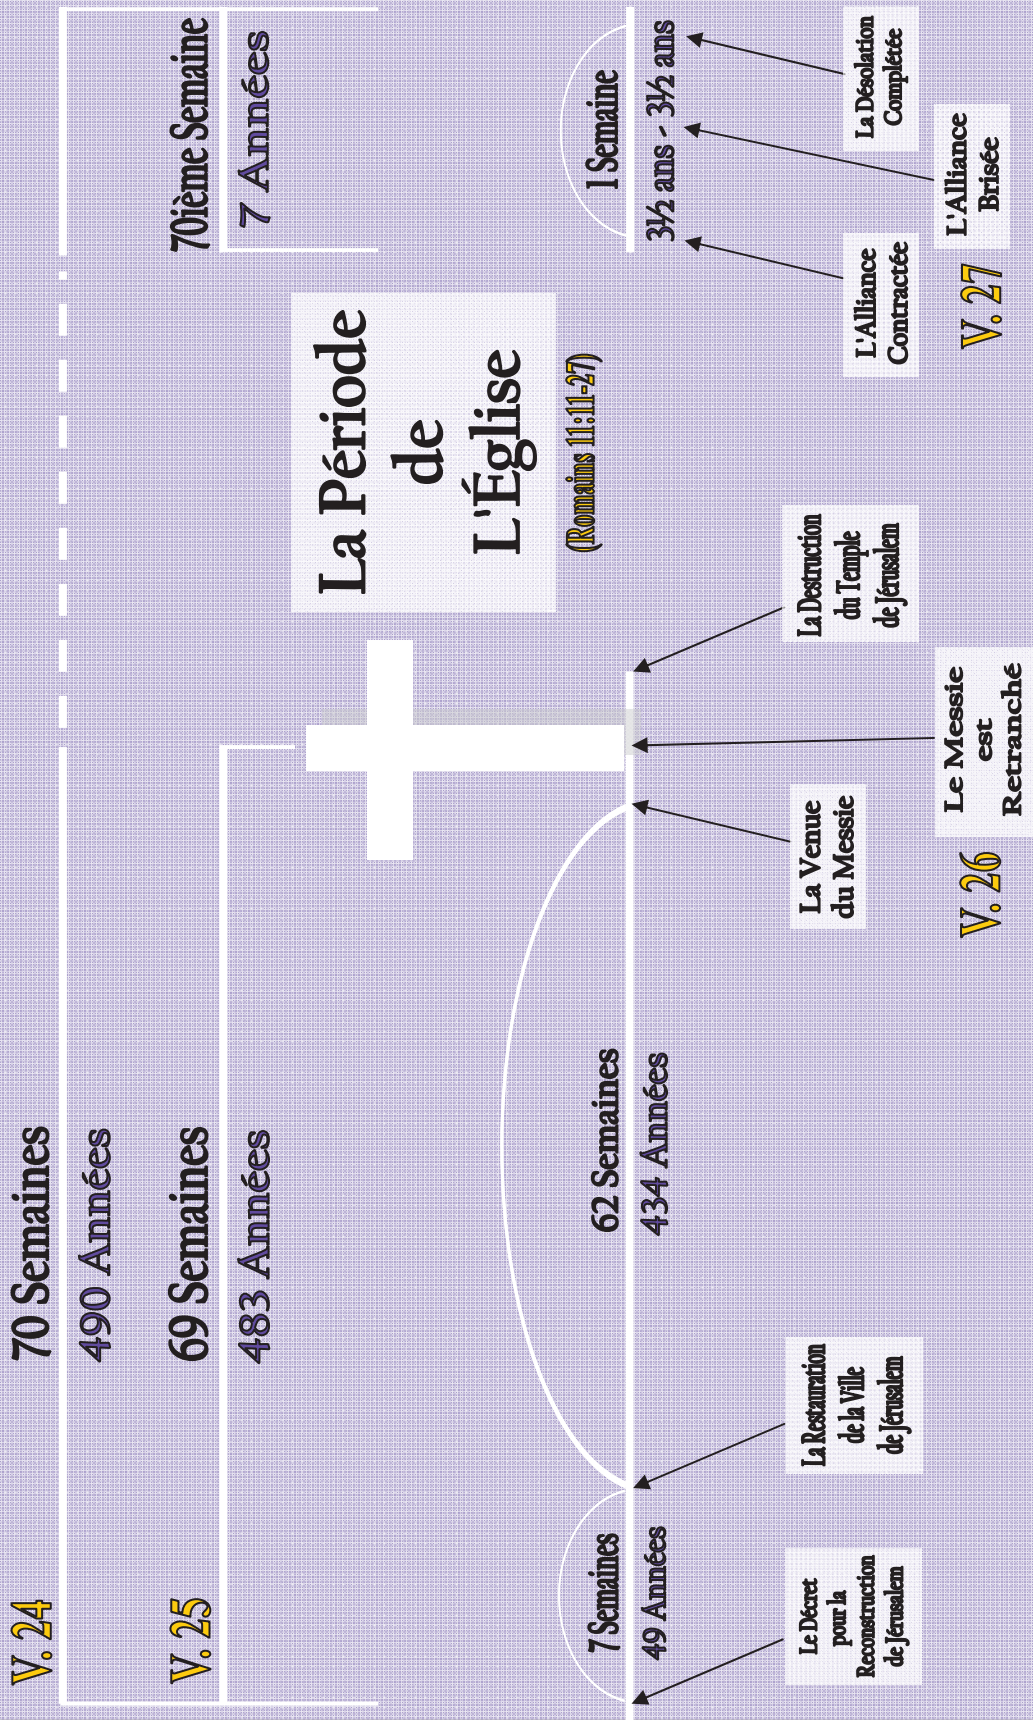 V. 24
70 Semaines
490 Années
V. 25
69 Semaines
483 Années
70ième Semaine
7 Années
La Période
de
L'Église
(Romains 11:11-27)
7 Semaines
49 Années
62 Semaines
434 Années
1 Semaine
3½ ans - 3½ ans
Le Décret
pour la
Reconstruction
de Jérusalem
La Restauration
de la Ville
de Jérusalem
La Venue
du Messie
V. 26
Le Messie
est
Retranché
La Destruction
du Temple
de Jérusalem
V. 27
L'Alliance
Contractée
L'Alliance
Brisée
La Désolation
Complétée